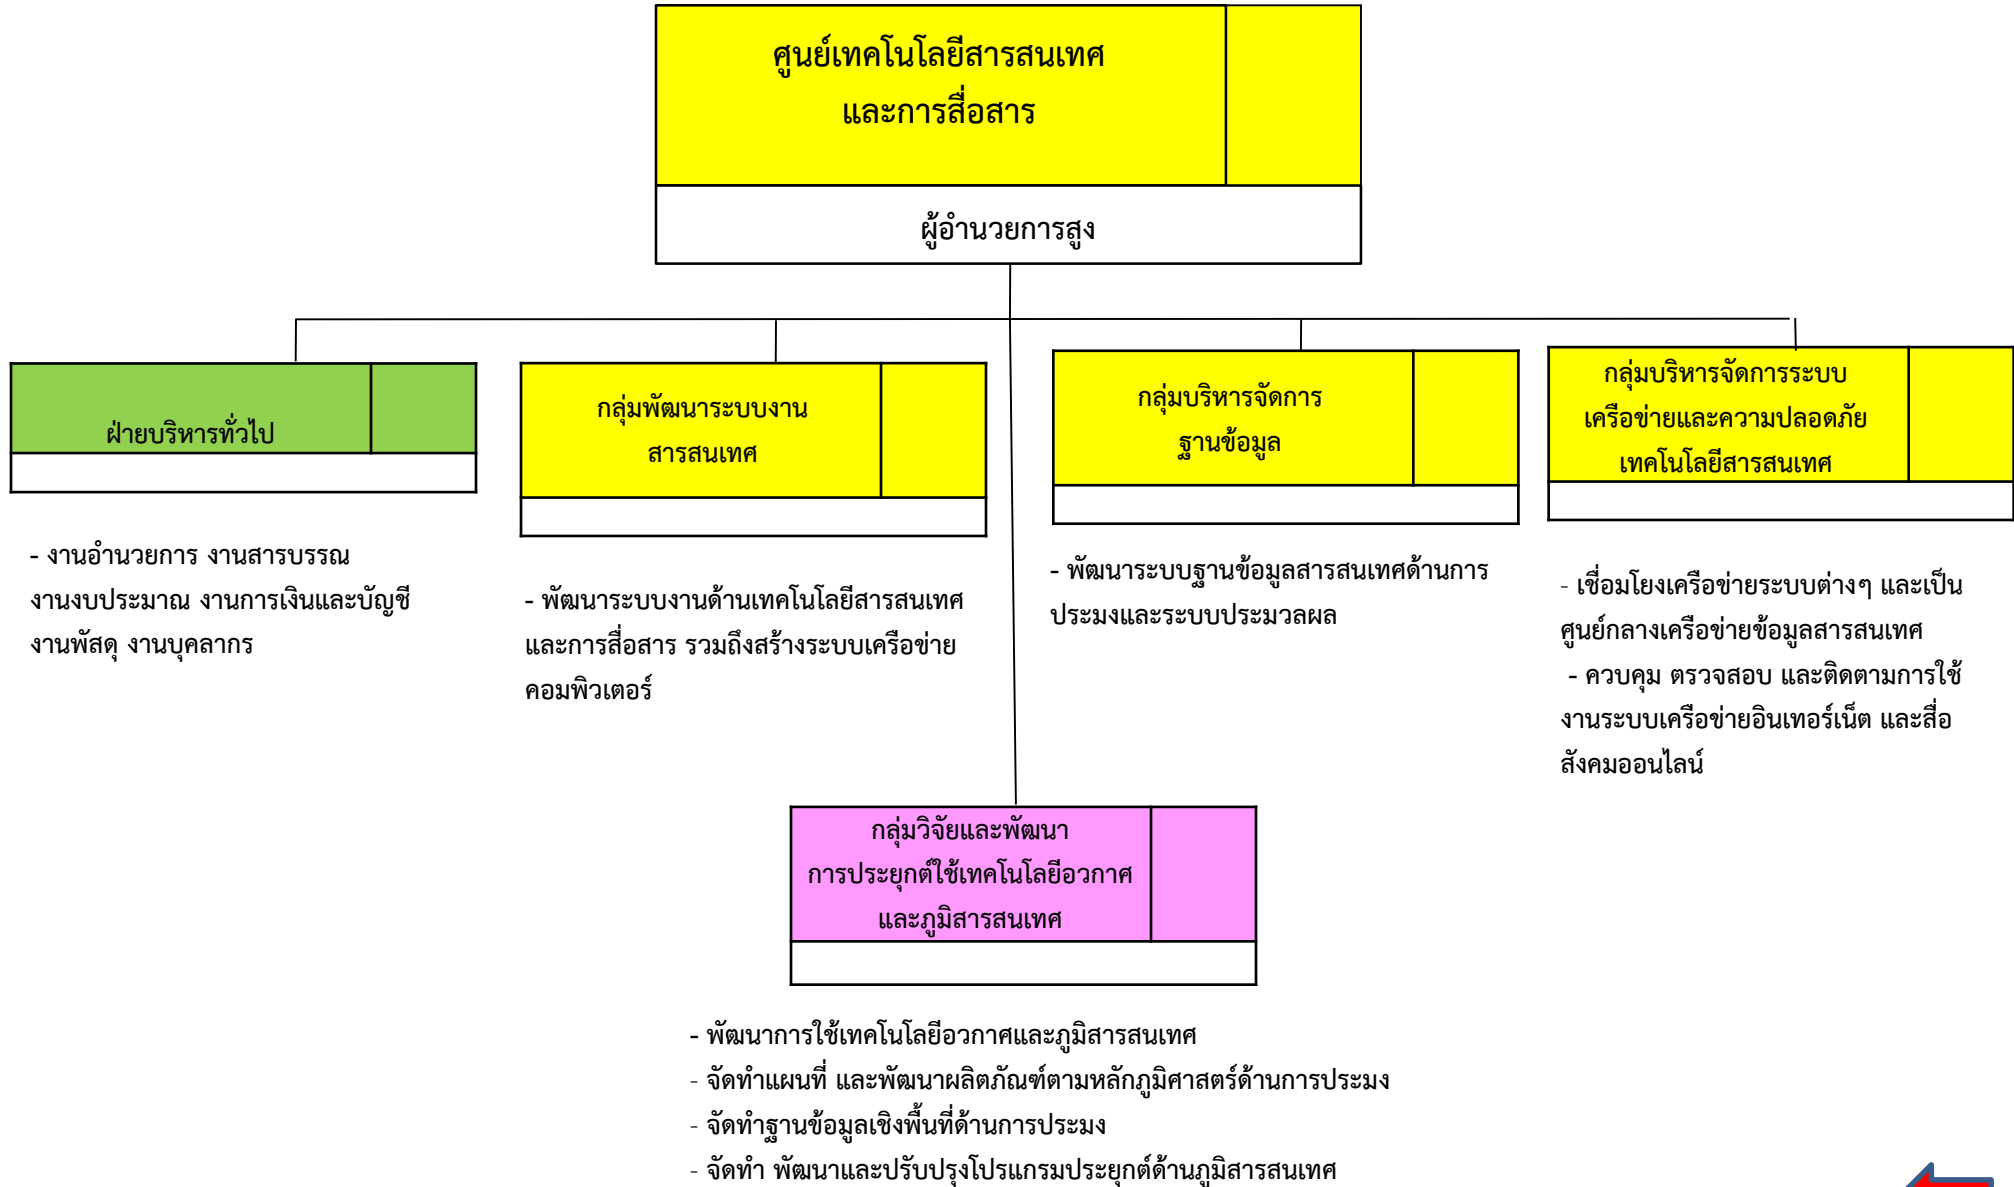 ศูนย์เทคโนโลยีสารสนเทศ
และการสื่อสาร
ผู้อำนวยการสูง
ฝ่ายบริหารทั่วไป
- งานอำนวยการ งานสารบรรณ
งานงบประมาณ งานการเงินและบัญชี
งานพัสดุ งานบุคลากร
กลุ่มพัฒนาระบบงาน
สารสนเทศ
- พัฒนาระบบงานด้านเทคโนโลยีสารสนเทศ
และการสื่อสาร รวมถึงสร้างระบบเครือข่าย
คอมพิวเตอร์
กลุ่มบริหารจัดการ
ฐานข้อมูล
- พัฒนาระบบฐานข้อมูลสารสนเทศด้านการ
ประมงและระบบประมวลผล
กลุ่มบริหารจัดการระบบ
เครือข่ายและความปลอดภัย
เทคโนโลยีสารสนเทศ
- เชื่อมโยงเครือข่ายระบบต่างๆ และเป็น
ศูนย์กลางเครือข่ายข้อมูลสารสนเทศ
- ควบคุม ตรวจสอบ และติดตามการใช้
งานระบบเครือข่ายอินเทอร์เน็ต และสื่อ
สังคมออนไลน์
กลุ่มวิจัยและพัฒนา
การประยุกต์ใช้เทคโนโลยีอวกาศ
และภูมิสารสนเทศ
- พัฒนาการใช้เทคโนโลยีอวกาศและภูมิสารสนเทศ
- จัดทำแผนที่ และพัฒนาผลิตภัณฑ์ตามหลักภูมิศาสตร์ด้านการประมง
- จัดทำฐานข้อมูลเชิงพื้นที่ด้านการประมง
- จัดทำ พัฒนาและปรับปรุงโปรแกรมประยุกต์ด้านภูมิสารสนเทศ